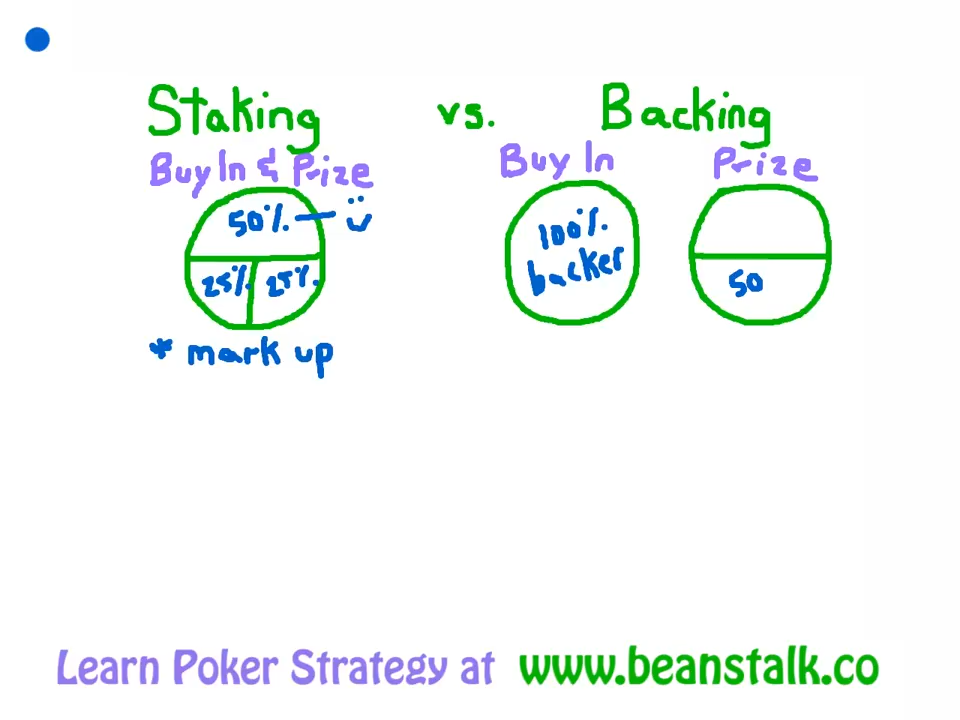 Staking vs. Backing
Buy In & Prize Buy In Prize
50%. 100%. backer
25% 25%. 50
* mark up
Learn Poker Strategy at www.beanstalk.co